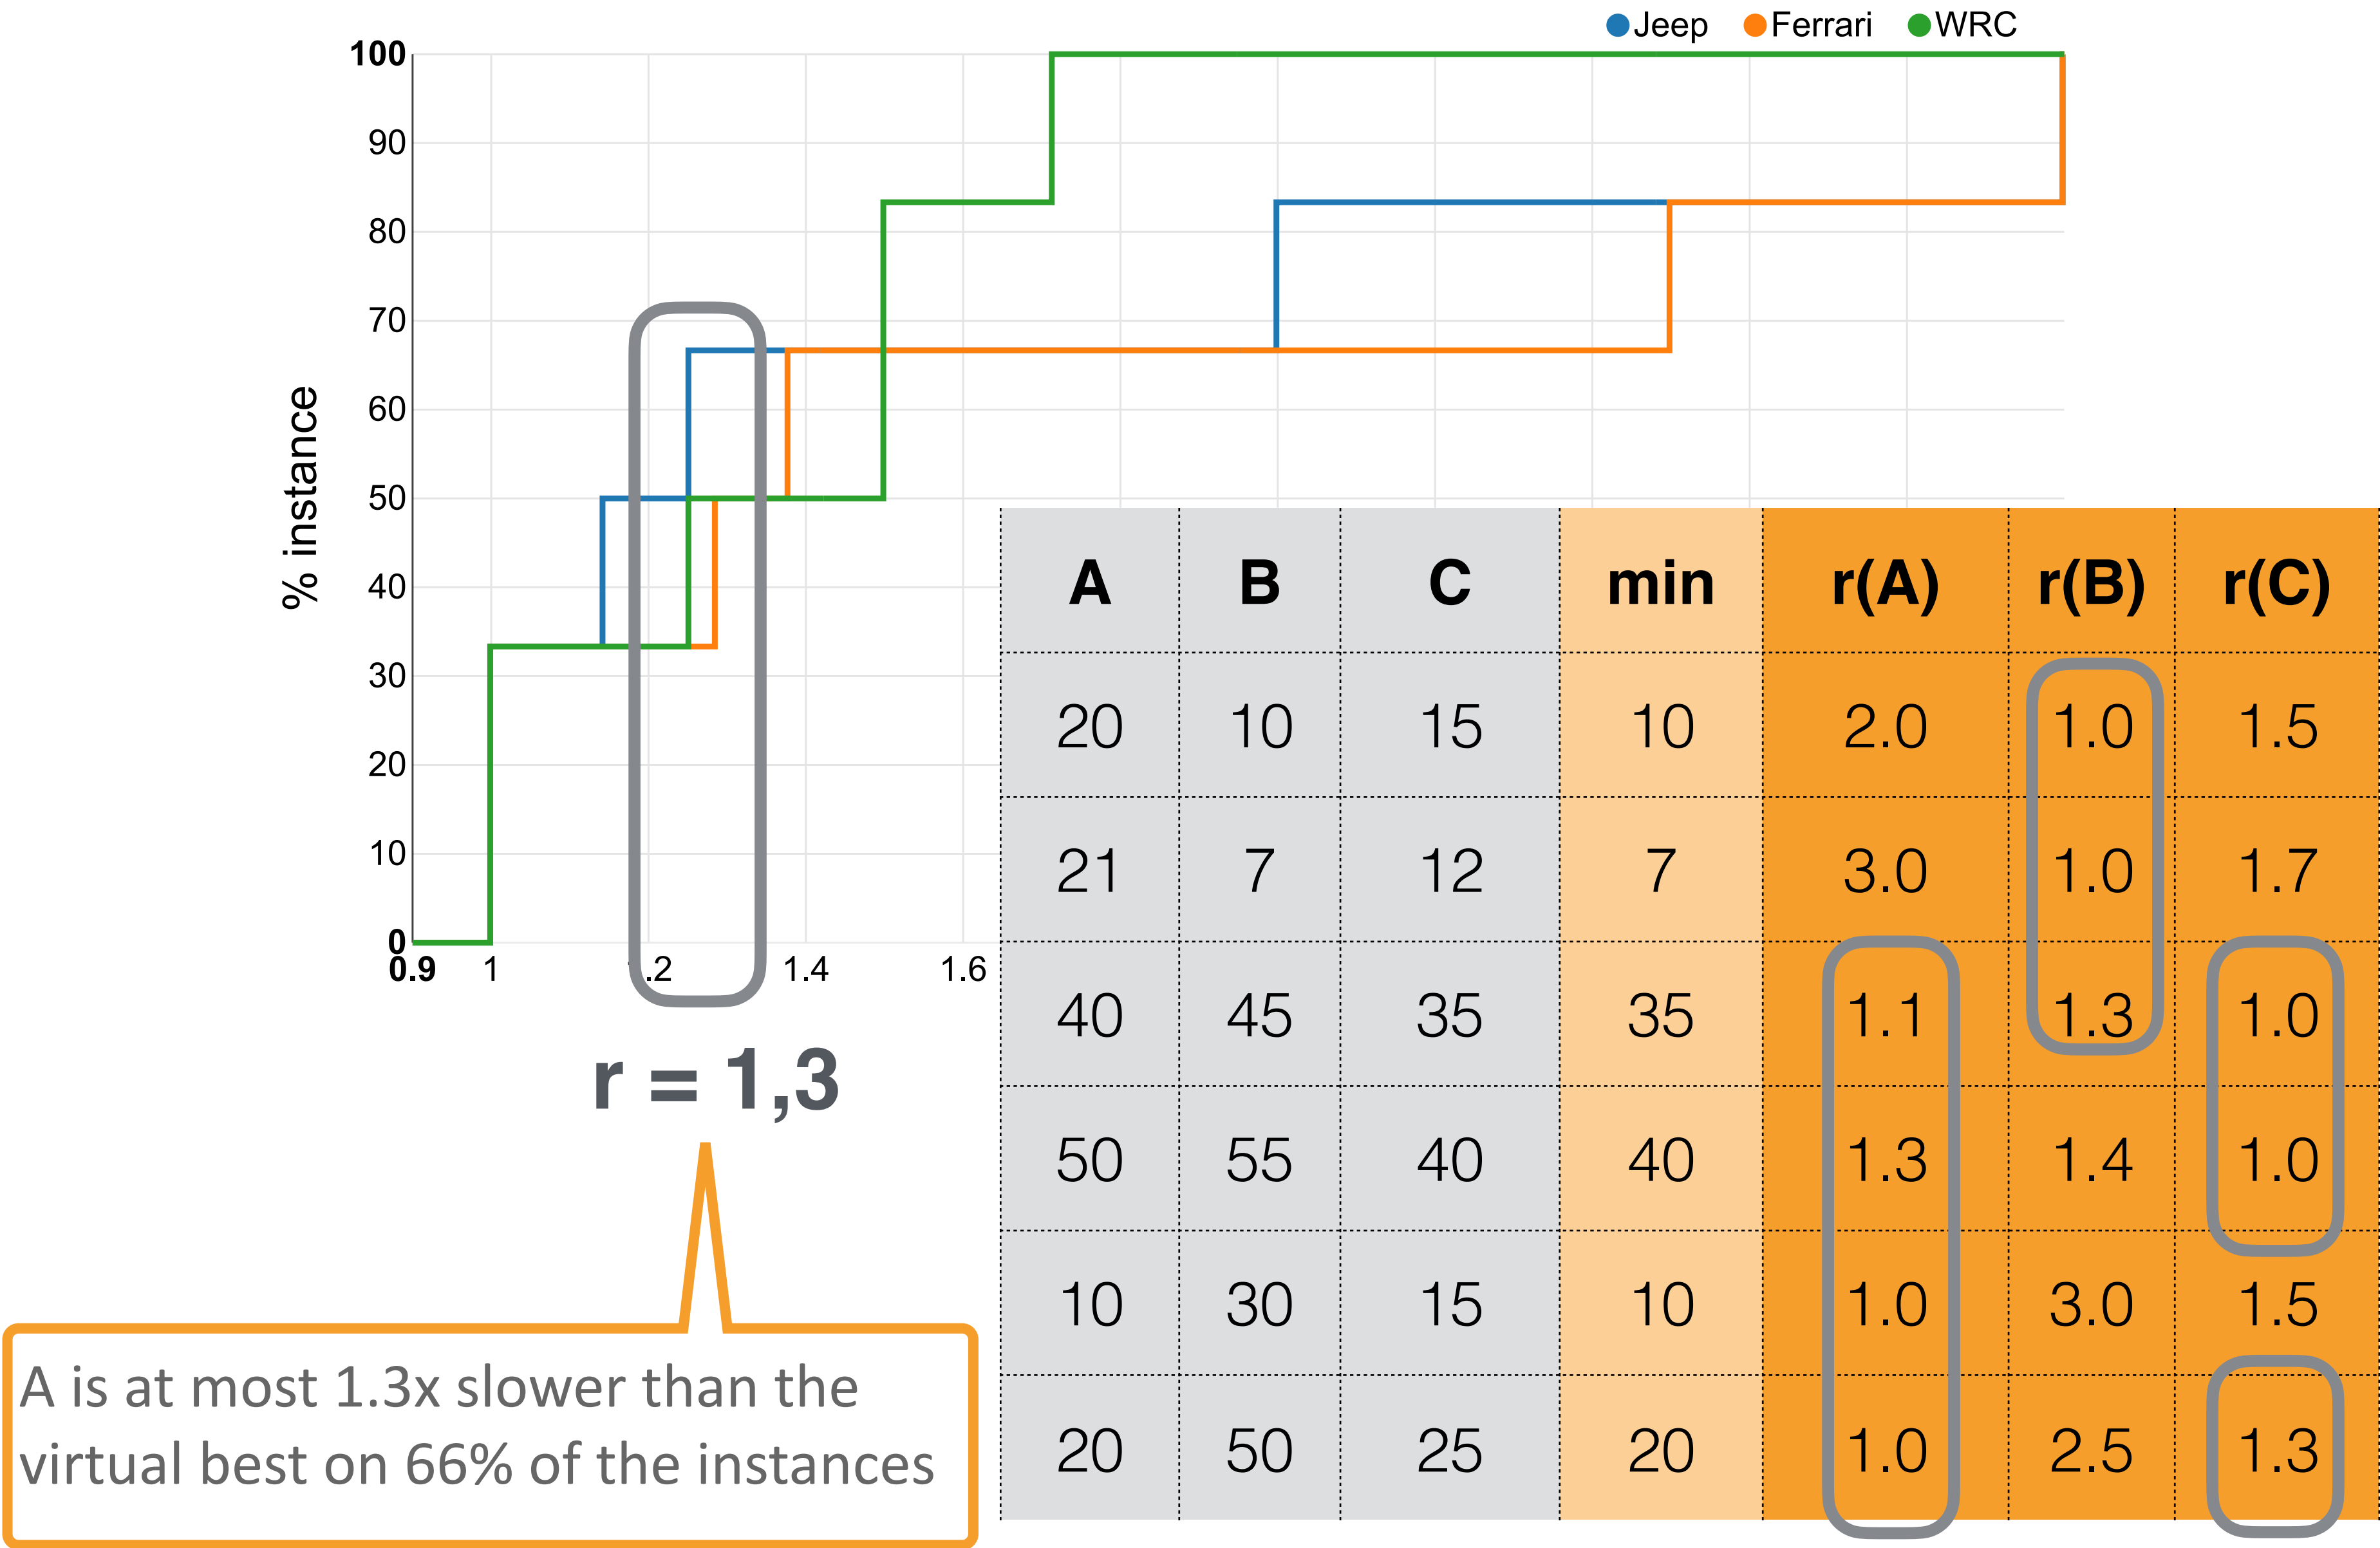 Jeep Ferrari WRC
100
90
80
70
60
50
40
30
20
10
0
% instance
0.9 1 .2 1.4 1.6
r = 1,3
A is at most 1.3x slower than the
virtual best on 66% of the instances
A B C min r(A) r(B) r(C)
20 10 15 10 2.0 1.0 1.5
21 7 12 7 3.0 1.0 1.7
40 45 35 35 1.1 1.3 1.0
50 55 40 40 1.3 1.4 1.0
10 30 15 10 1.0 3.0 1.5
20 50 25 20 1.0 2.5 1.3